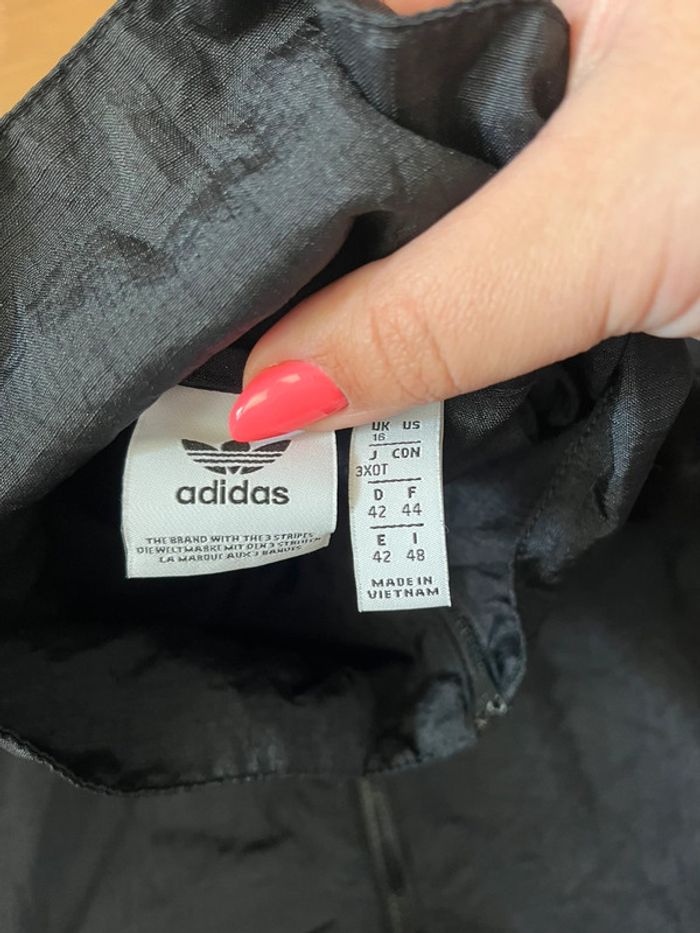 adidas
THE BRAND WITH THE 3 STRIPES
DIE WELTMARKE MIT DEN 3 STREIFEN
LA MARQUE AUX 3 BANDES
UK US
16
J CDN
3XOT
D F
42 44
E I
42 48
MADE IN
VIETNAM